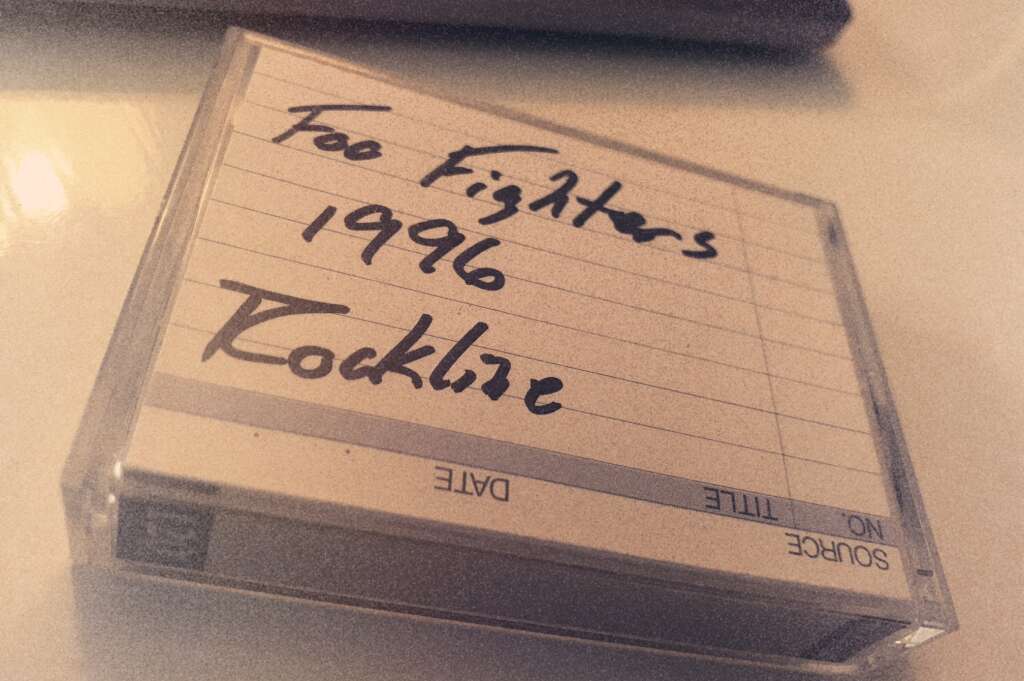 Foo Fighters
1996
Rockline
SOURCE
NO. TITLE DATE